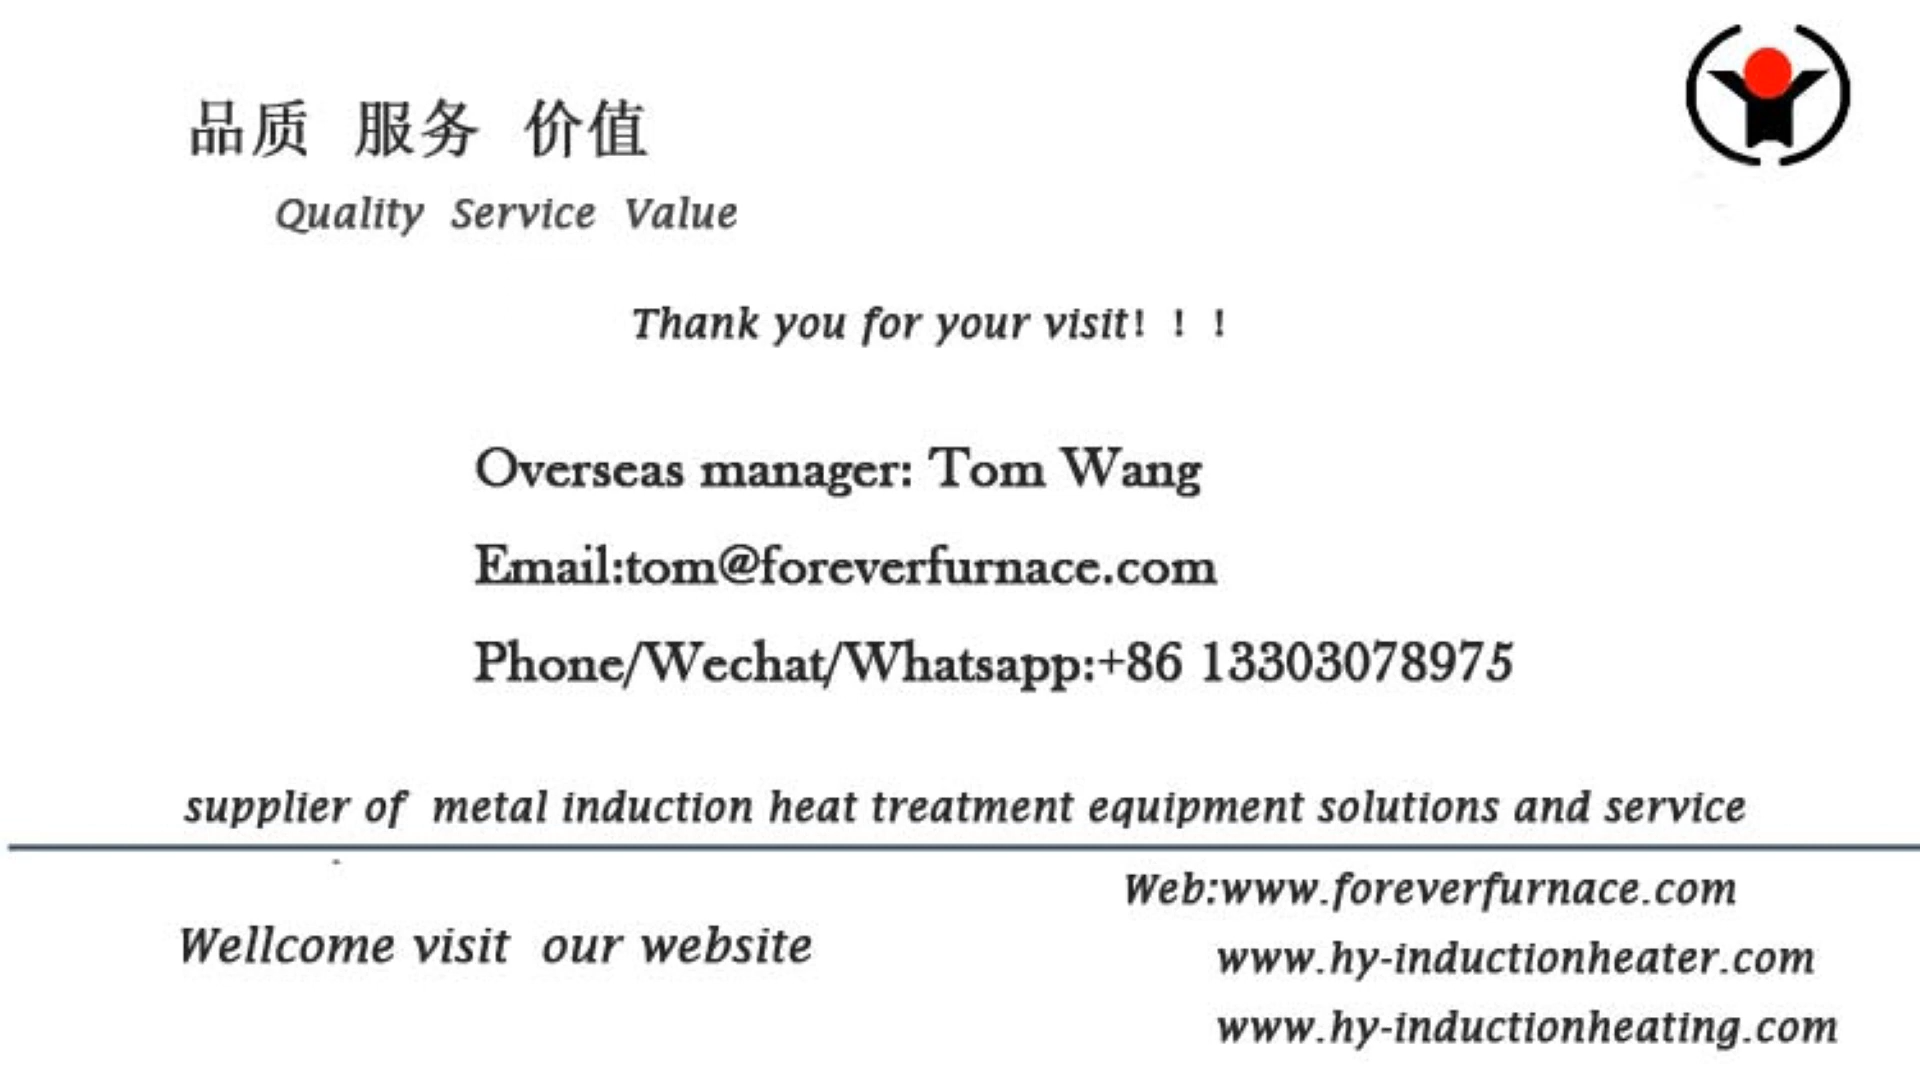 品质 服务 价值
Quality Service Value
Thank you for your visit！！！
Overseas manager: Tom Wang
Email:tom@foreverfurnace.com
Phone/Wechat/Whatsapp:+86 13303078975
supplier of metal induction heat treatment equipment solutions and service
Wellcome visit our website
Web:www.foreverfurnace.com
www.hy-inductionheater.com
www.hy-inductionheating.com